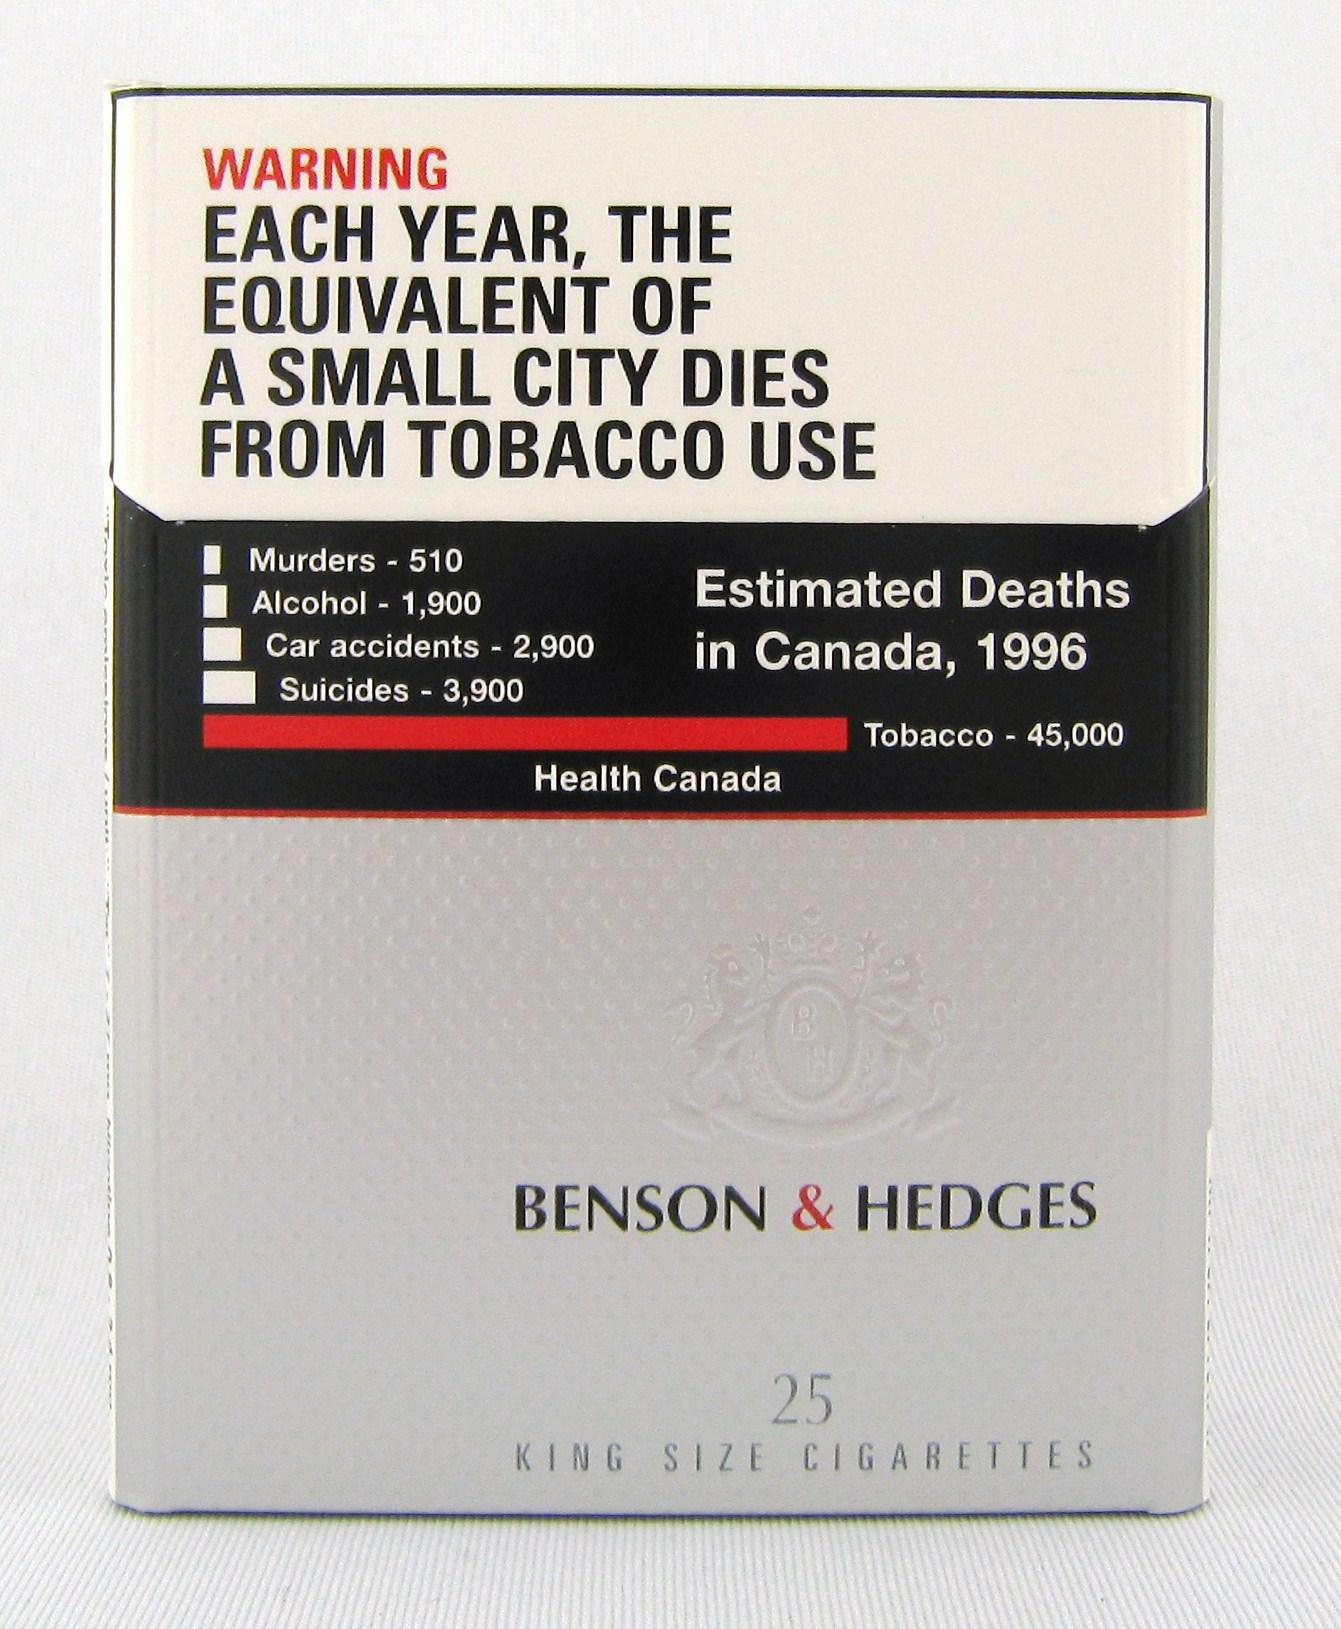 WARNING
EACH YEAR, THE
EQUIVALENT OF
A SMALL CITY DIES
FROM TOBACCO USE
Murders - 510
Alcohol - 1,900
Car accidents - 2,900
Suicides - 3,900
Estimated Deaths
in Canada, 1996
Tobacco - 45,000
Health Canada
B
H
BENSON & HEDGES
25
KING SIZE CIGARETTES